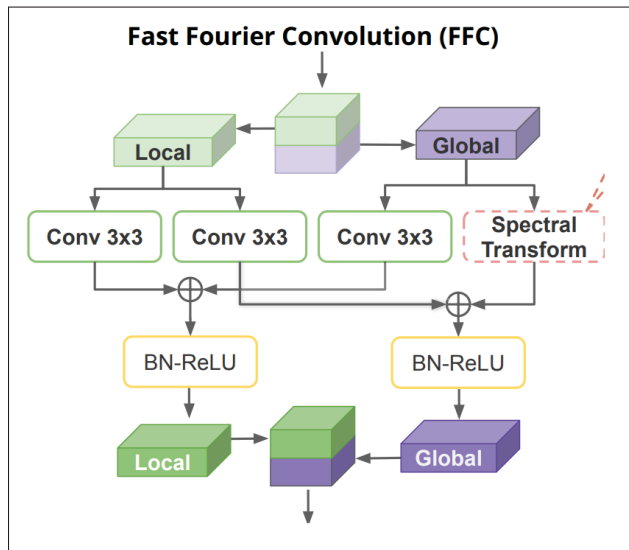 Fast Fourier Convolution (FFC)
Local
Global
Conv 3x3
Conv 3x3
Conv 3x3
Spectral
Transform
BN-ReLU
BN-ReLU
Local
Global